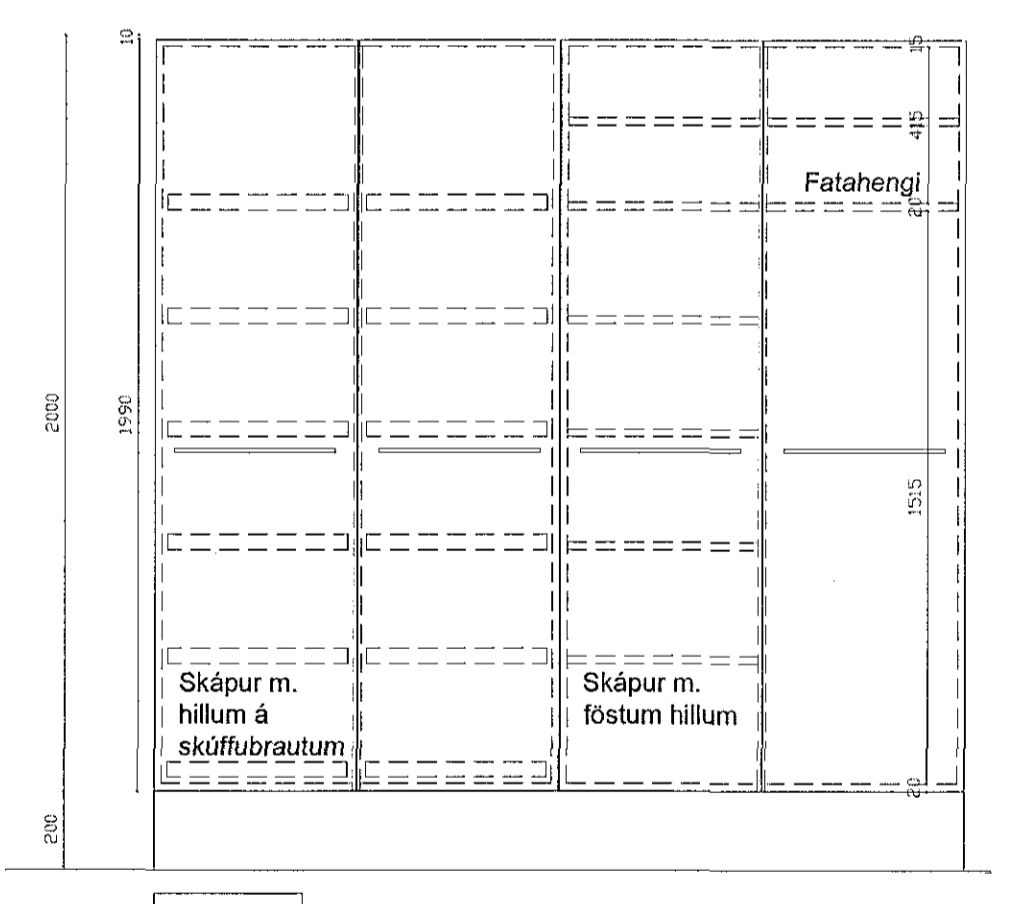 10
15
415
Fatahengi
20
2000
1990
1515
Skápur m.
hillum á
skúffubrautum
Skápur m.
föstum hillum
20
200